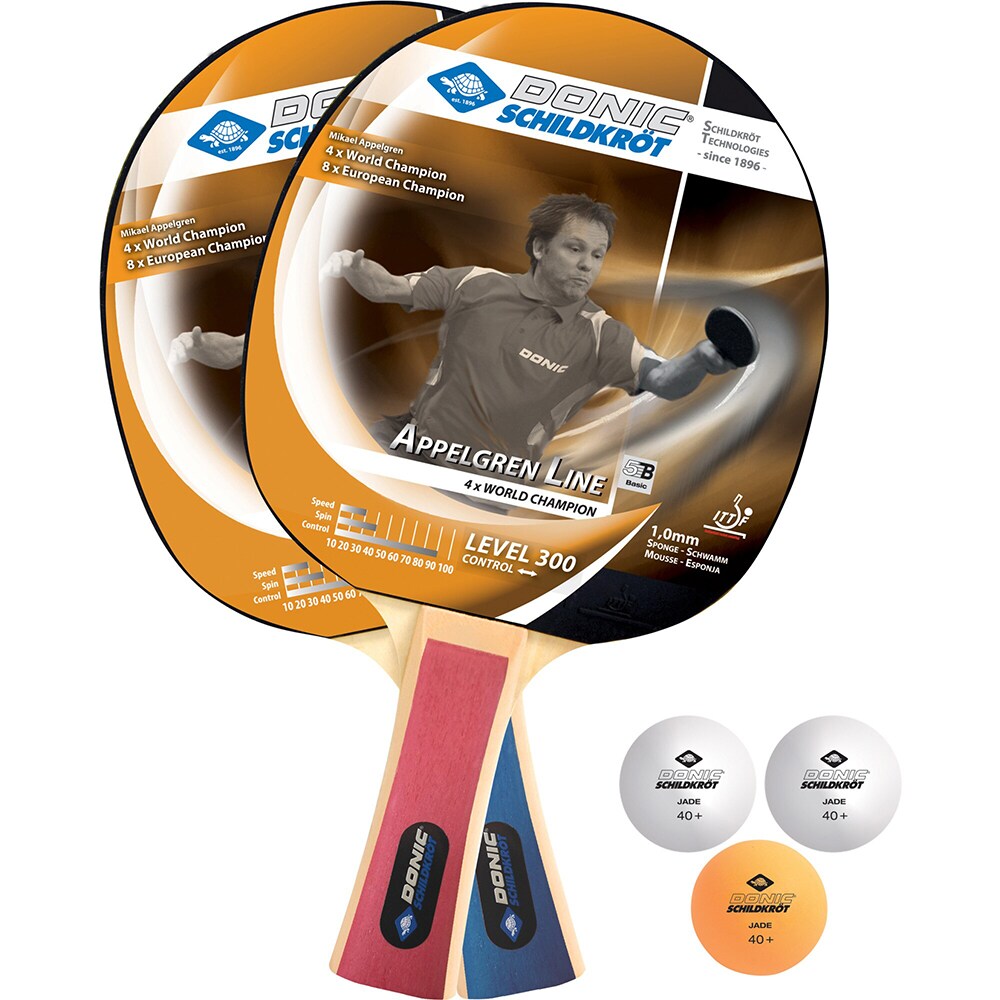 DONIC
SCHI
est. 1896
Mikael Appelgren
4 x World Champion
8 x European Champion
Speed
Spin
Control
10 20 30 40 50 60 7
DONIC®
SCHILDKRÖT
est. 1896
Schildkröt
Technologies
- since 1896 -
Mikael Appelgren
4 x World Champion
8 x European Champion
DONIC
Appelgren Line
4 x WORLD CHAMPION
5B
Basic
Speed
Spin
Control
10 20 30 40 50 60 70 80 90 100
LEVEL 300
CONTROL
ITTF
1,0mm
Sponge - Schwamm
Mousse - Esponja
DONIC
SCHILDKRÖT
DONIC
SCHILDKRÖT
DONIC
SCHILDKRÖT
JADE
40+
DONIC
SCHILDKRÖT
JADE
40+
DONIC
SCHILDKRÖT
JADE
40+